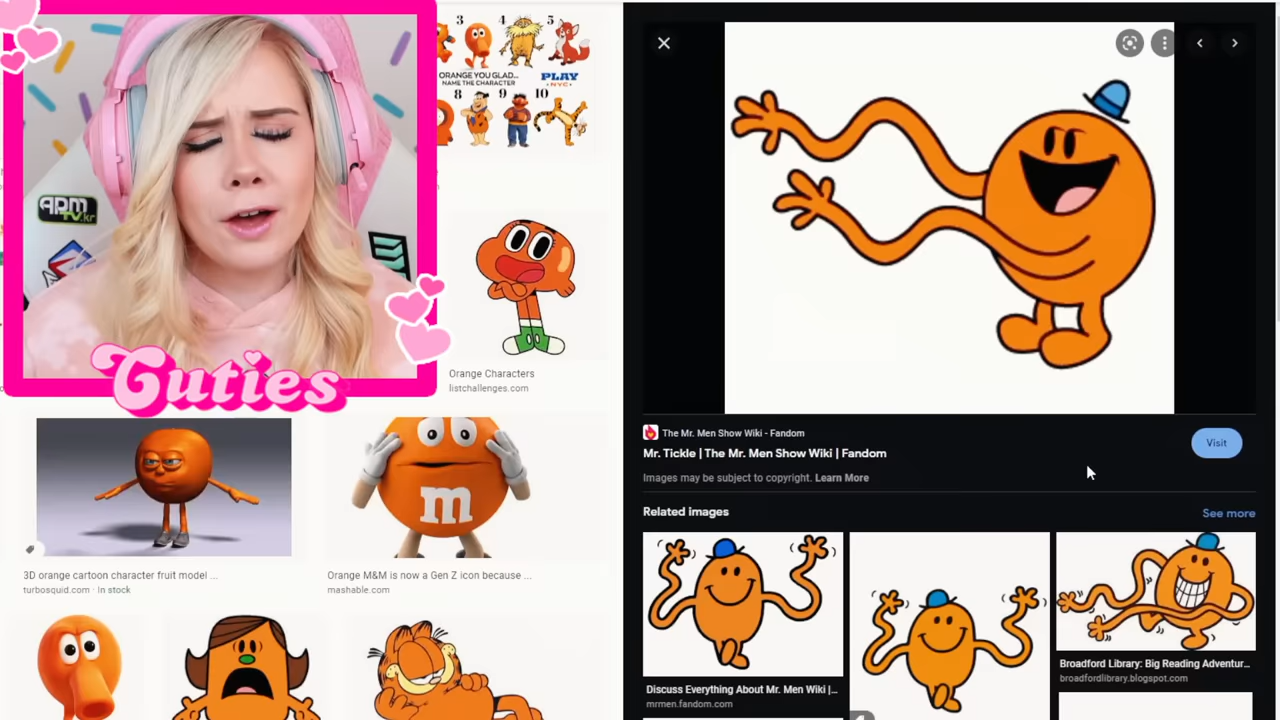 3 4 5
ORANGE YOU GLAD...
NAME THE CHARACTER
PLAY
•NYC•
8 9 10
APM
TV.kr
Cuties
Orange Characters
listchallenges.com
m
3D orange cartoon character fruit model ...
turbosquid.com · In stock
Orange M&M is now a Gen Z icon because ...
mashable.com
The Mr. Men Show Wiki - Fandom
Mr. Tickle | The Mr. Men Show Wiki | Fandom
Visit
Images may be subject to copyright. Learn More
Related images
See more
Discuss Everything About Mr. Men Wiki |...
mrmen.fandom.com
Broadford Library: Big Reading Adventur...
broadfordlibrary.blogspot.com